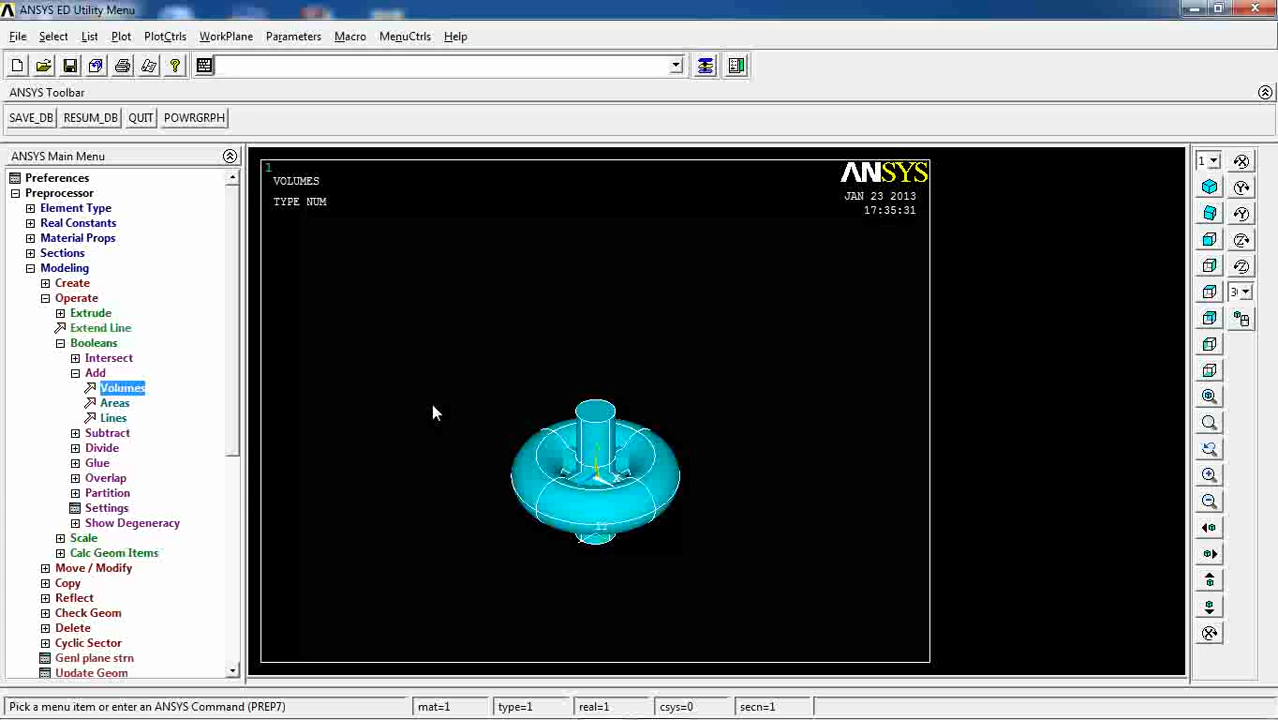 ANSYS ED Utility Menu
File Select List Plot PlotCtrls WorkPlane Parameters Macro MenuCtrls Help
ANSYS Toolbar
SAVE_DB RESUM_DB QUIT POWRGRPH
ANSYS Main Menu
Preferences
Preprocessor
Element Type
Real Constants
Material Props
Sections
Modeling
Create
Operate
Extrude
Extend Line
Booleans
Intersect
Add
Volumes
Areas
Lines
Subtract
Divide
Glue
Overlap
Partition
Settings
Show Degeneracy
Scale
Calc Geom Items
Move / Modify
Copy
Reflect
Check Geom
Delete
Cyclic Sector
Genl plane strn
Update Geom
1
VOLUMES
TYPE NUM
ANSYS
JAN 23 2013
17:35:31
X
1
Pick a menu item or enter an ANSYS Command (PREP7) mat=1 type=1 real=1 csys=0 secn=1